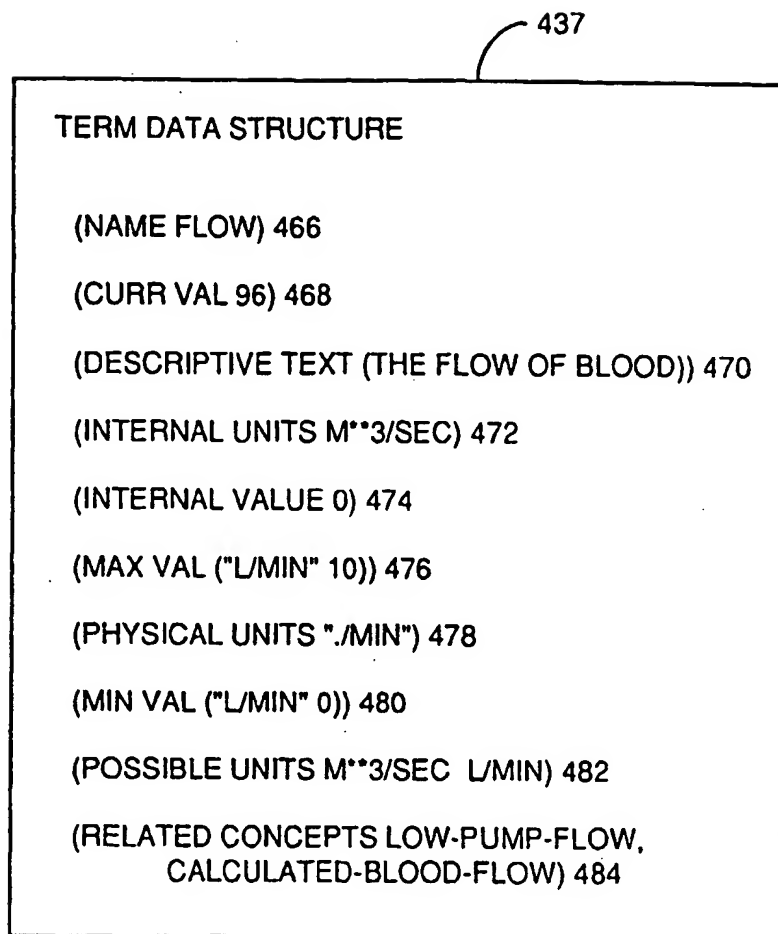 437
TERM DATA STRUCTURE
(NAME FLOW) 466
(CURR VAL 96) 468
(DESCRIPTIVE TEXT (THE FLOW OF BLOOD)) 470
(INTERNAL UNITS M**3/SEC) 472
(INTERNAL VALUE 0) 474
(MAX VAL ("L/MIN" 10)) 476
(PHYSICAL UNITS "./MIN") 478
(MIN VAL ("L/MIN" 0)) 480
(POSSIBLE UNITS M**3/SEC L/MIN) 482
(RELATED CONCEPTS LOW-PUMP-FLOW,
CALCULATED-BLOOD-FLOW) 484